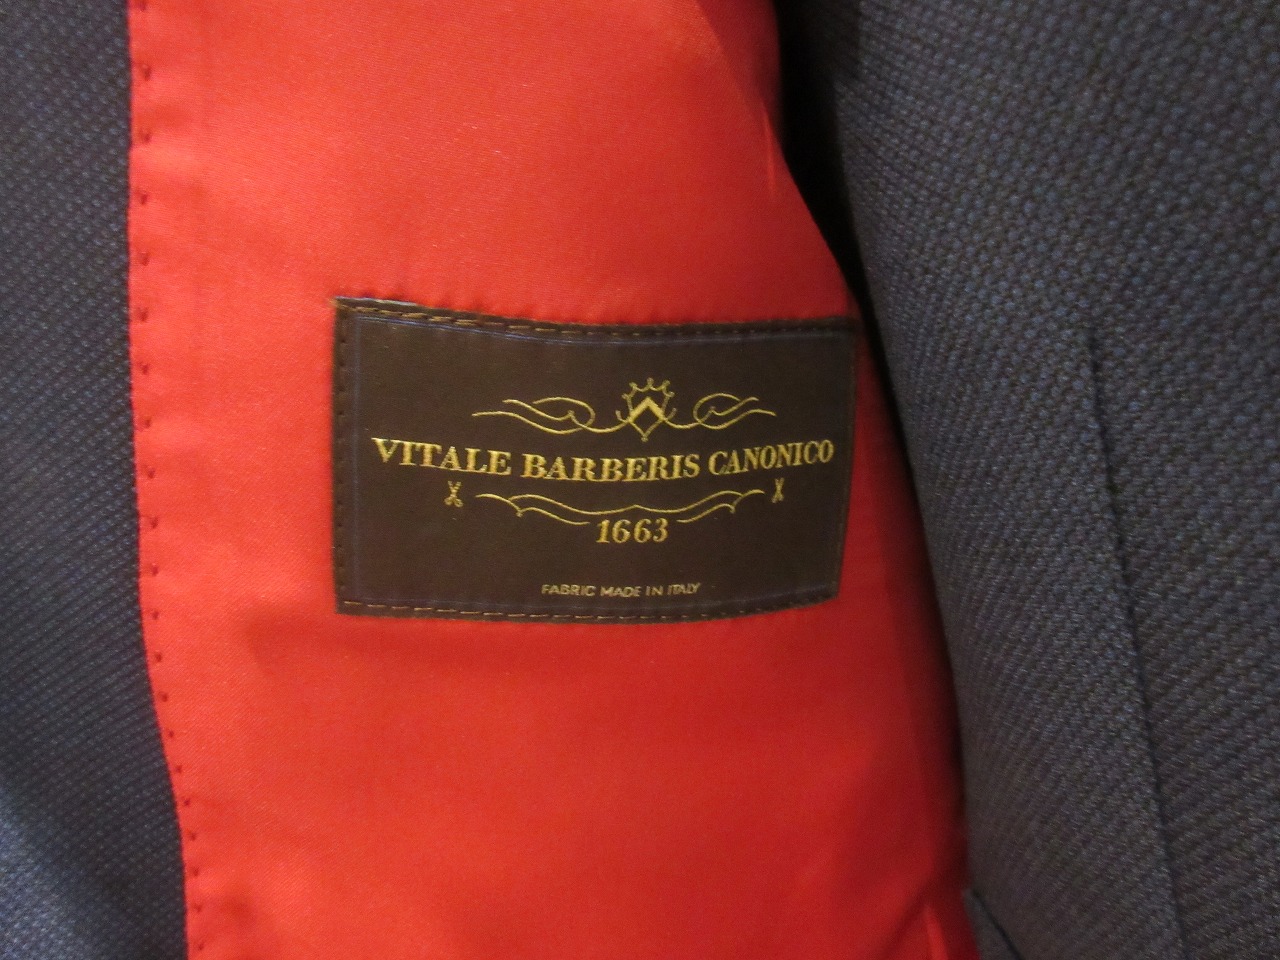 VITALE BARBERIS CANONICO
1663
FABRIC MADE IN ITALY